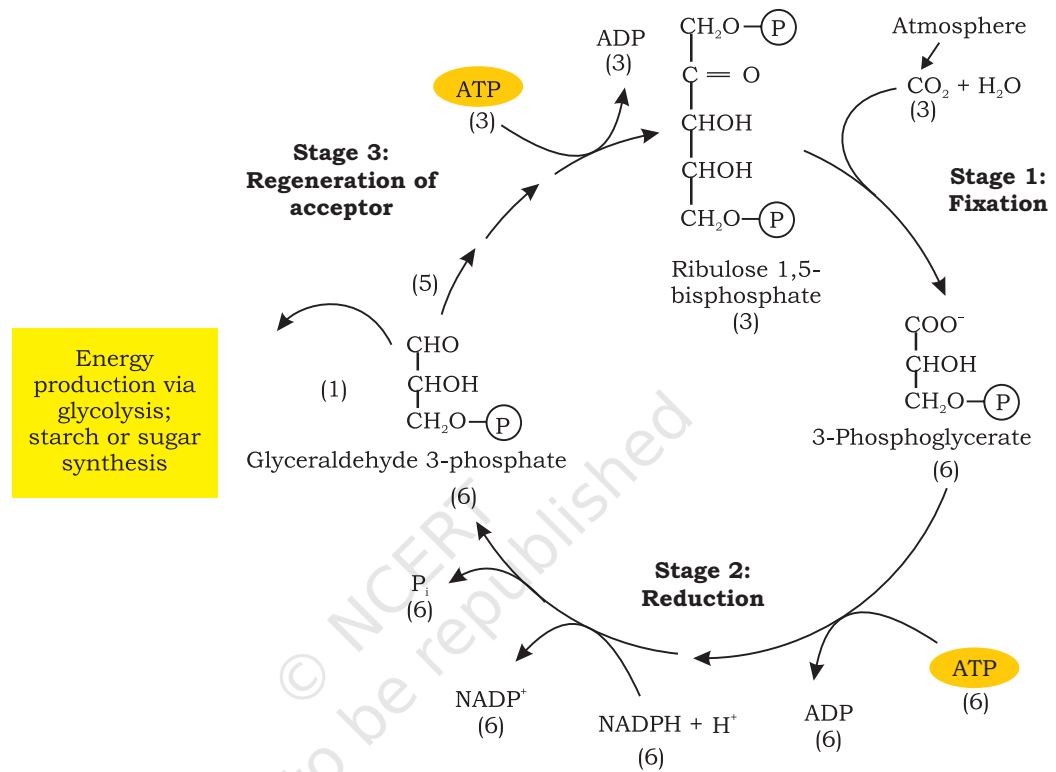 CH₂O—P
C = O
CHOH
CHOH
CH₂O—P
Ribulose 1,5-
bisphosphate
(3)
Atmosphere
CO₂ + H₂O
(3)
Stage 1:
Fixation
COO⁻
CHOH
CH₂O—P
3-Phosphoglycerate
(6)
ATP
(6)
ADP
(6)
Stage 2:
Reduction
NADPH + H⁺
(6)
NADP⁺
(6)
Pᵢ
(6)
CHO
CHOH
CH₂O—P
Glyceraldehyde 3-phosphate
(6)
(1)
Energy
production via
glycolysis;
starch or sugar
synthesis
(5)
Stage 3:
Regeneration of
acceptor
ATP
(3)
ADP
(3)
© NCERT
to be republished